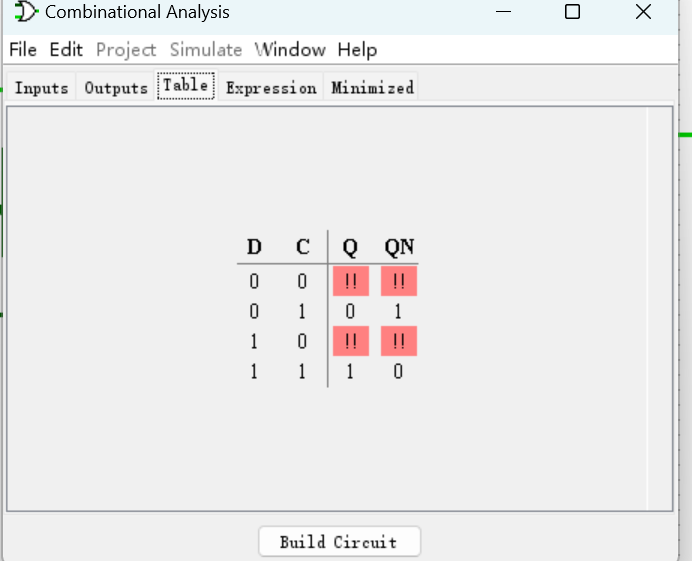 Combinational Analysis
File Edit Project Simulate Window Help
Inputs Outputs Table Expression Minimized
D C Q QN
0 0 !! !!
0 1 0 1
1 0 !! !!
1 1 1 0
Build Circuit